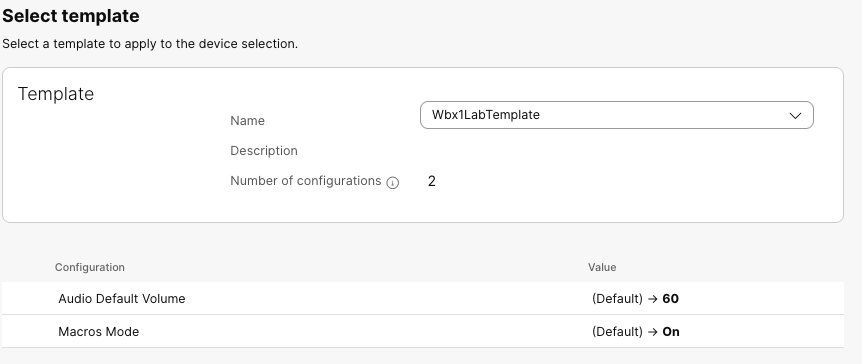 Select template
Select a template to apply to the device selection.
Template
Name Wbx1LabTemplate
Description
Number of configurations 2
Configuration Value
Audio Default Volume (Default) → 60
Macros Mode (Default) → On